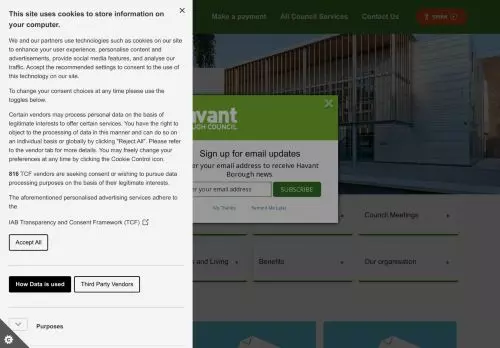 This site uses cookies to store information on
your computer.
We and our partners use technologies such as cookies on our site
to enhance your user experience, personalise content and
advertisements, provide social media features, and analyse our
traffic. Accept the recommended settings to consent to the use of
this technology on our site.
To change your consent choices at any time please use the
toggles below.
Certain vendors may process personal data on the basis of
legitimate interests to offer certain services. You have the right to
object to the processing of data in this manner and can do so on
an individual basis or globally by clicking "Reject All". Please refer
to the vendor tab for more details. You may freely change your
preferences at any time by clicking the Cookie Control icon.
816 TCF vendors are seeking consent or wishing to pursue data
processing purposes on the basis of their legitimate interests.
The aforementioned personalised advertising services adhere to
the
IAB Transparency and Consent Framework (TCF)
Accept All
How Data is used
Third Party Vendors
Purposes
Make a payment
All Council Services
Contact Us
avant
OUGH COUNCIL
Sign up for email updates
er your email address to receive Havant
Borough news
er your email address
SUBSCRIBE
No Thanks
Remind Me Later
Council Meetings +
s and Living +
Benefits +
Our organisation +